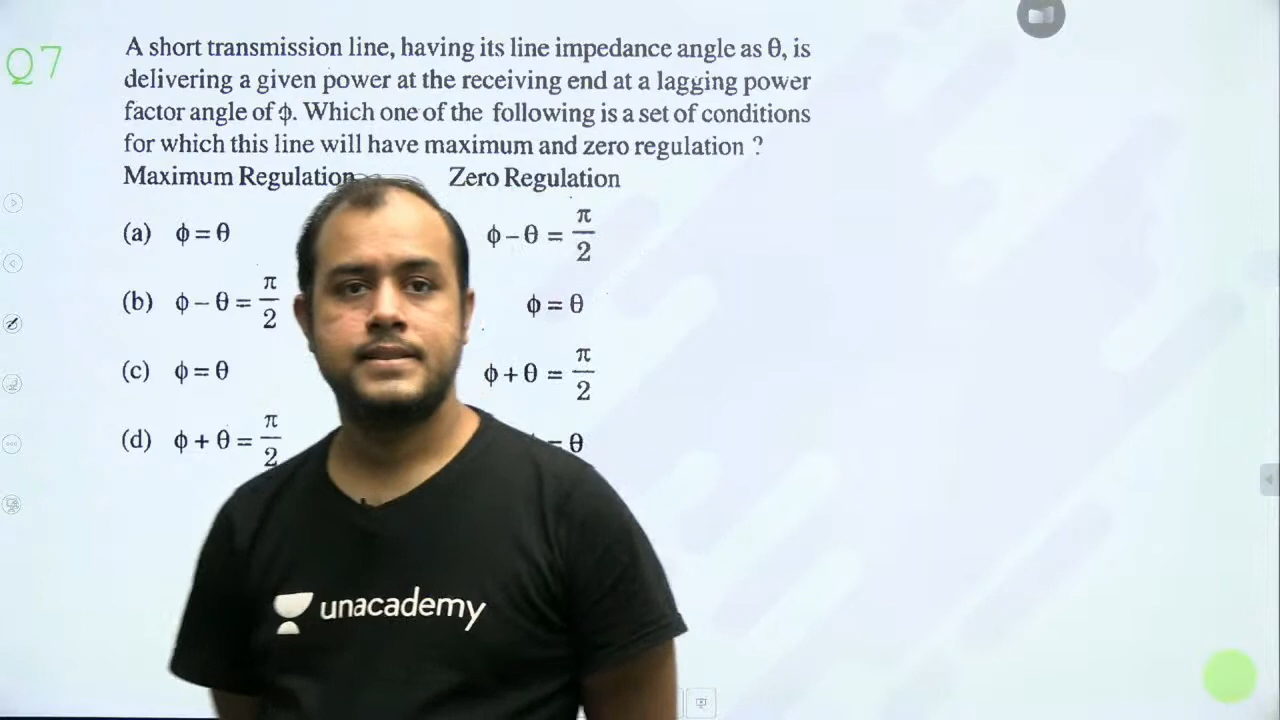 Q7
A short transmission line, having its line impedance angle as θ, is
delivering a given power at the receiving end at a lagging power
factor angle of ϕ. Which one of the following is a set of conditions
for which this line will have maximum and zero regulation ?
Maximum Regulation Zero Regulation
(a) ϕ = θ ϕ – θ = π/2
(b) ϕ – θ = π/2 ϕ = θ
(c) ϕ = θ ϕ + θ = π/2
(d) ϕ + θ = π/2 = θ
unacademy